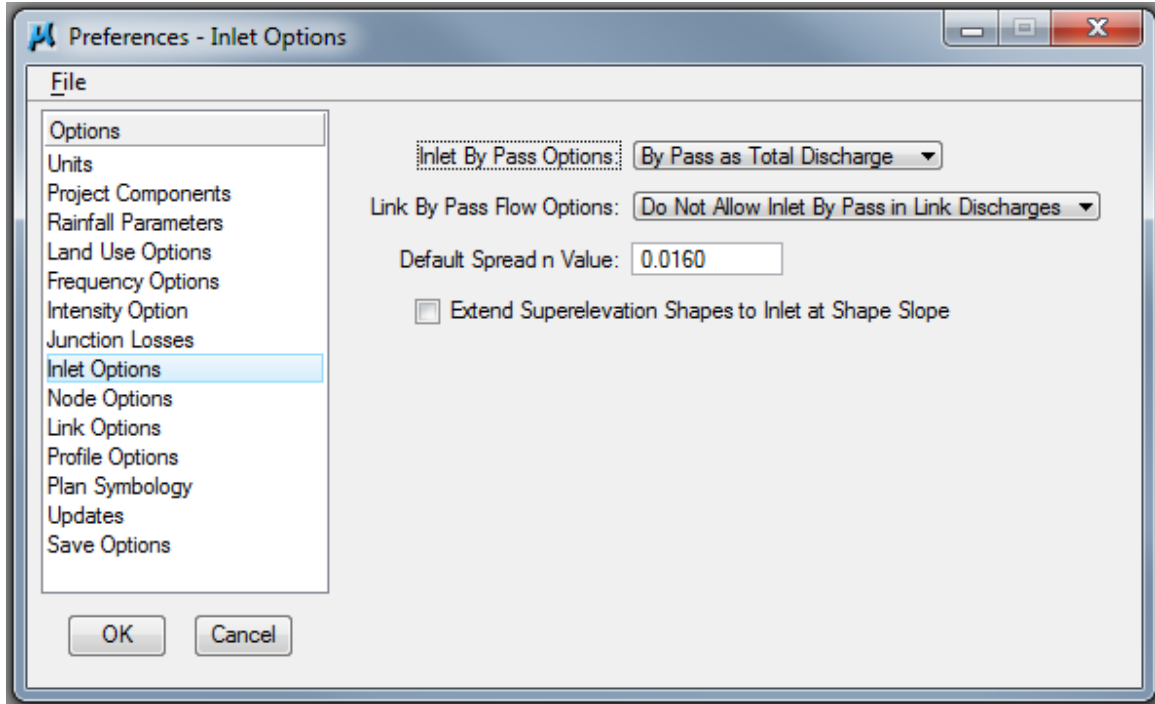 Preferences - Inlet Options
File
Options
Units
Project Components
Rainfall Parameters
Land Use Options
Frequency Options
Intensity Option
Junction Losses
Inlet Options
Node Options
Link Options
Profile Options
Plan Symbology
Updates
Save Options
OK Cancel
Inlet By Pass Options: By Pass as Total Discharge
Link By Pass Flow Options: Do Not Allow Inlet By Pass in Link Discharges
Default Spread n Value: 0.0160
Extend Superelevation Shapes to Inlet at Shape Slope